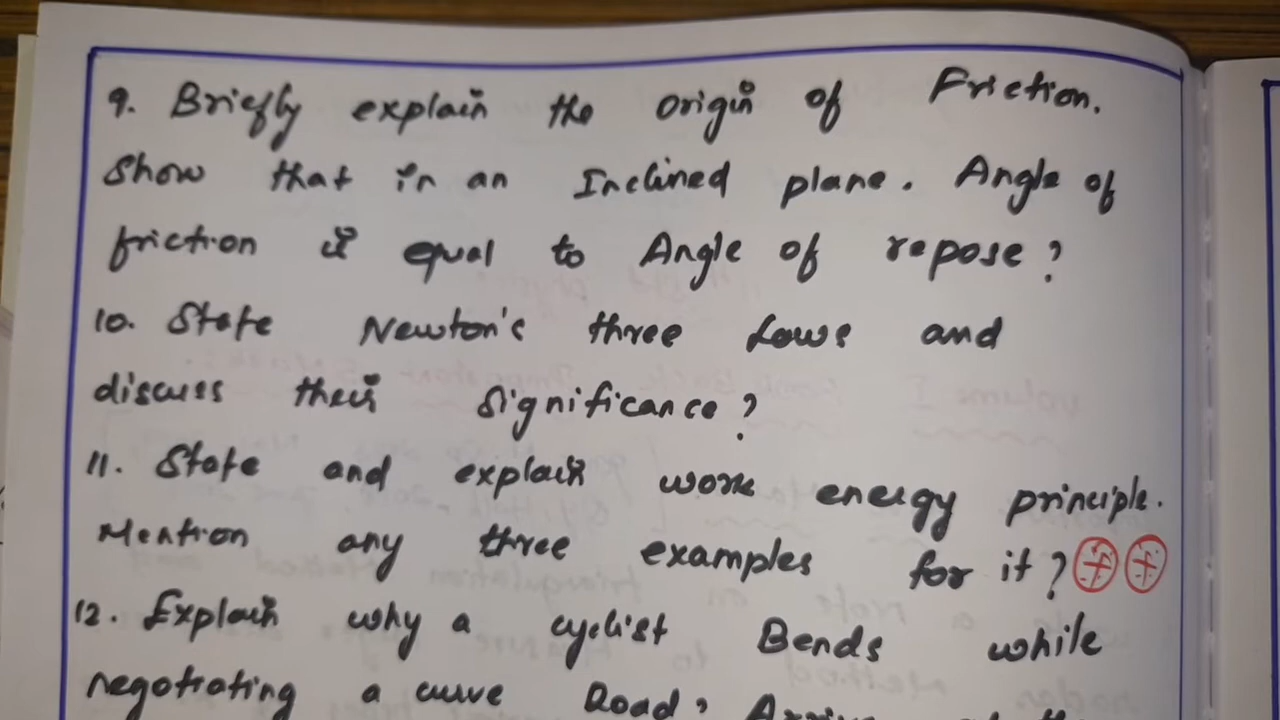 9. Briefly explain the origin of Friction.
Show that in an Inclined plane. Angle of
friction is equal to Angle of repose?
10. State Newton's three Laws and
discuss their significance?
11. State and explain work energy principle.
Mention any three examples for it?
12. Explain why a cyclist Bends while
negotiating a curve Road?